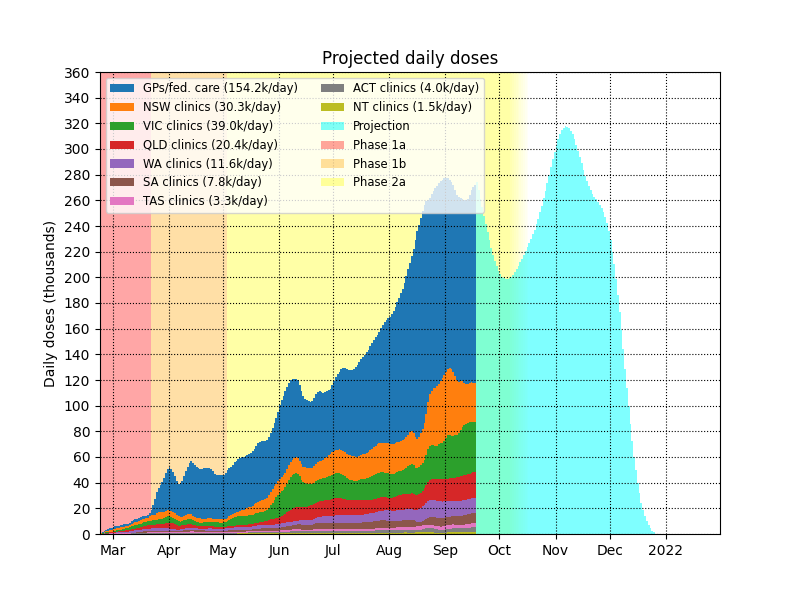 Projected daily doses
Daily doses (thousands)
360
340
320
300
280
260
240
220
200
180
160
140
120
100
80
60
40
20
0
GPs/fed. care (154.2k/day)
NSW clinics (30.3k/day)
VIC clinics (39.0k/day)
QLD clinics (20.4k/day)
WA clinics (11.6k/day)
SA clinics (7.8k/day)
TAS clinics (3.3k/day)
ACT clinics (4.0k/day)
NT clinics (1.5k/day)
Projection
Phase 1a
Phase 1b
Phase 2a
Mar Apr May Jun Jul Aug Sep Oct Nov Dec 2022